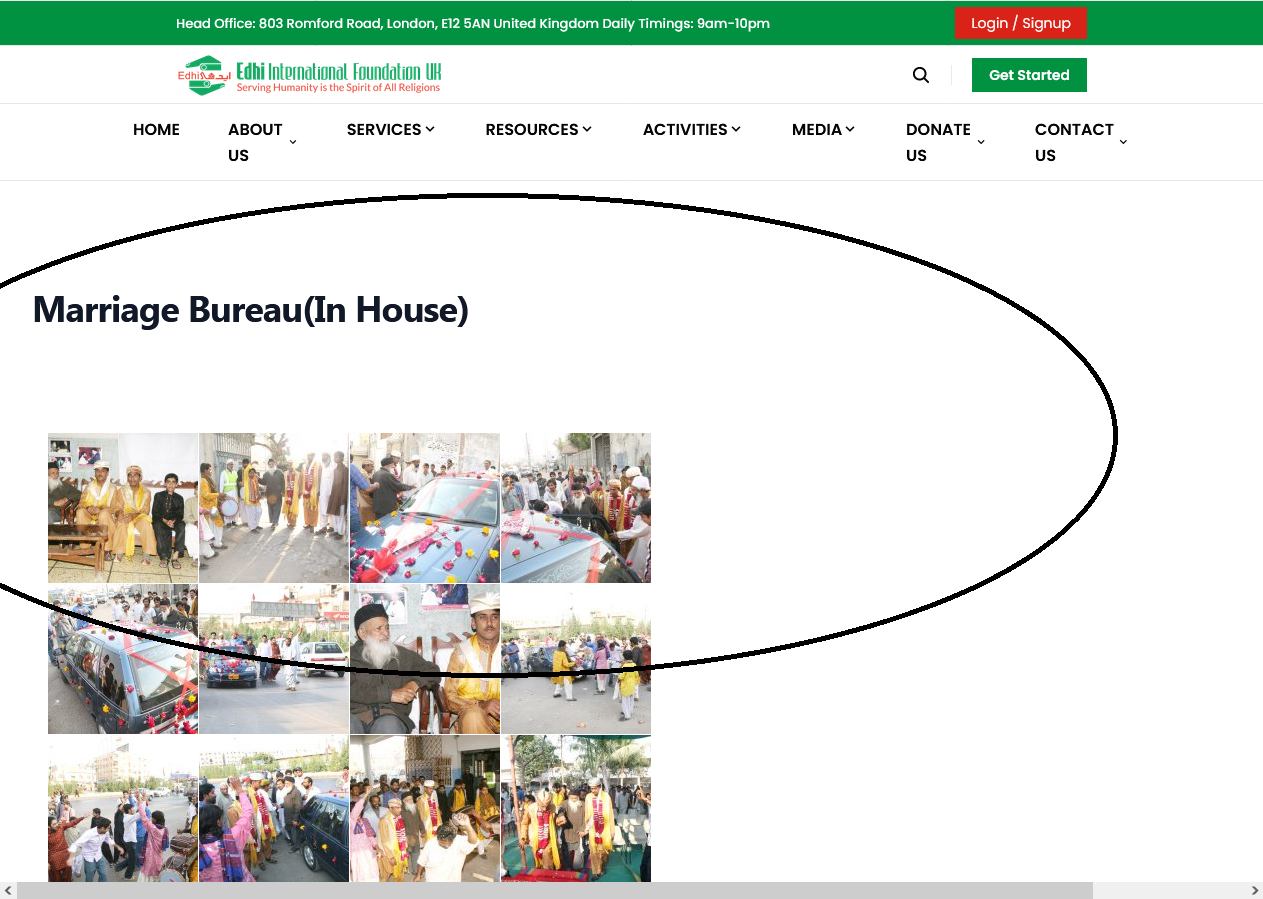 Head Office: 803 Romford Road, London, E12 5AN United Kingdom Daily Timings: 9am-10pm
Login / Signup
Edhi ایدھی
Edhi International Foundation UK
Serving Humanity is the Spirit of All Religions
Get Started
HOME
ABOUT US
SERVICES
RESOURCES
ACTIVITIES
MEDIA
DONATE US
CONTACT US
Marriage Bureau(In House)